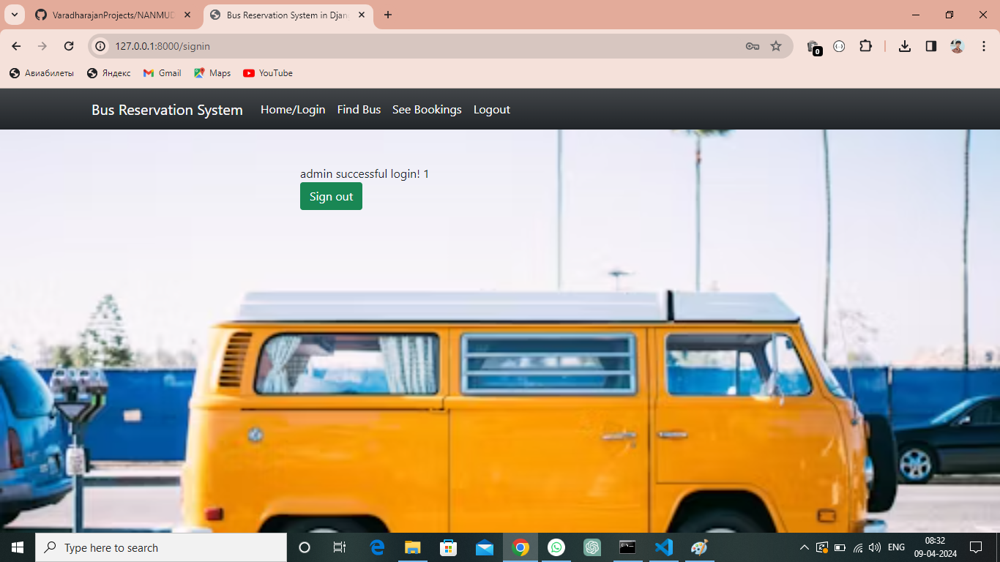 VaradharajanProjects/NANMUD
Bus Reservation System in Djan
127.0.0.1:8000/signin
0
Авиабилеты
Яндекс
Gmail
Maps
YouTube
Bus Reservation System
Home/Login
Find Bus
See Bookings
Logout
admin successful login! 1
Sign out
Type here to search
ENG
08:32
09-04-2024